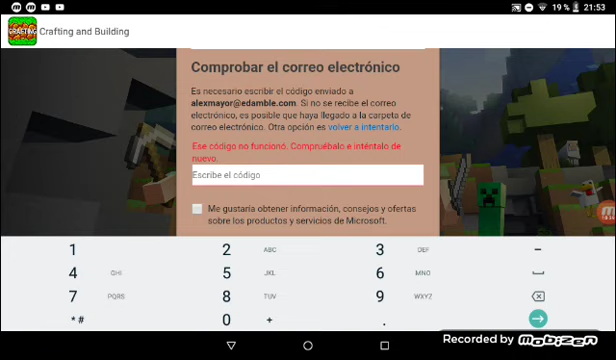 19 % 21:53
CRAFTING
Crafting and Building
Comprobar el correo electrónico
Es necesario escribir el código enviado a
alexmayor@edamble.com. Si no se recibe el correo
electrónico, es posible que haya llegado a la carpeta de
correo electrónico. Otra opción es volver a intentarlo.
Ese código no funcionó. Compruébalo e inténtalo de
nuevo.
Escribe el código
Me gustaría obtener información, consejos y ofertas
sobre los productos y servicios de Microsoft.
1 2 ABC 3 DEF –
4 GHI 5 JKL 6 MNO
7 PQRS 8 TUV 9 WXYZ
*# 0 + .
Recorded by mobizen